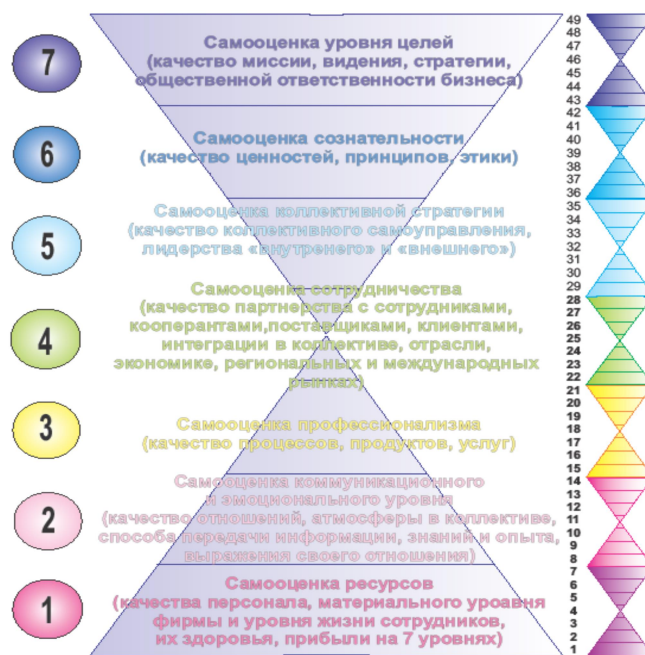 7
Самооценка уровня целей
(качество миссии, видения, стратегии,
общественной ответственности бизнеса)
6
Самооценка сознательности
(качество ценностей, принципов, этики)
5
Самооценка коллективной стратегии
(качество коллективного самоуправления,
лидерства «внутренего» и «внешнего»)
4
Самооценка сотрудничества
(качество партнерства с сотрудниками,
кооперантами,поставщиками, клиентами,
интеграции в коллективе, отрасли,
экономике, региональных и международных
рынках)
3
Самооценка профессионализма
(качество процессов, продуктов, услуг)
2
Самооценка коммуникационного
и эмоционального уровня
(качество отношений, атмосферы в коллективе,
способа передачи информации, знаний и опыта,
выражения своего отношения)
1
Самооценка ресурсов
(качества персонала, материального уроавня
фирмы и уровня жизни сотрудников,
их здоровья, прибыли на 7 уровнях)
49
48
47
46
45
44
43
42
41
40
39
38
37
36
35
34
33
32
31
30
29
28
27
26
25
24
23
22
21
20
19
18
17
16
15
14
13
12
11
10
9
8
7
6
5
4
3
2
1